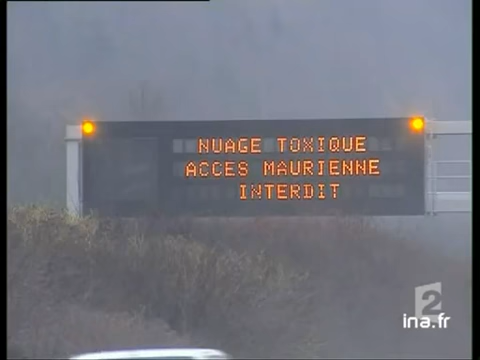 NUAGE TOXIQUE
ACCES MAURIENNE
INTERDIT
2
ina.fr